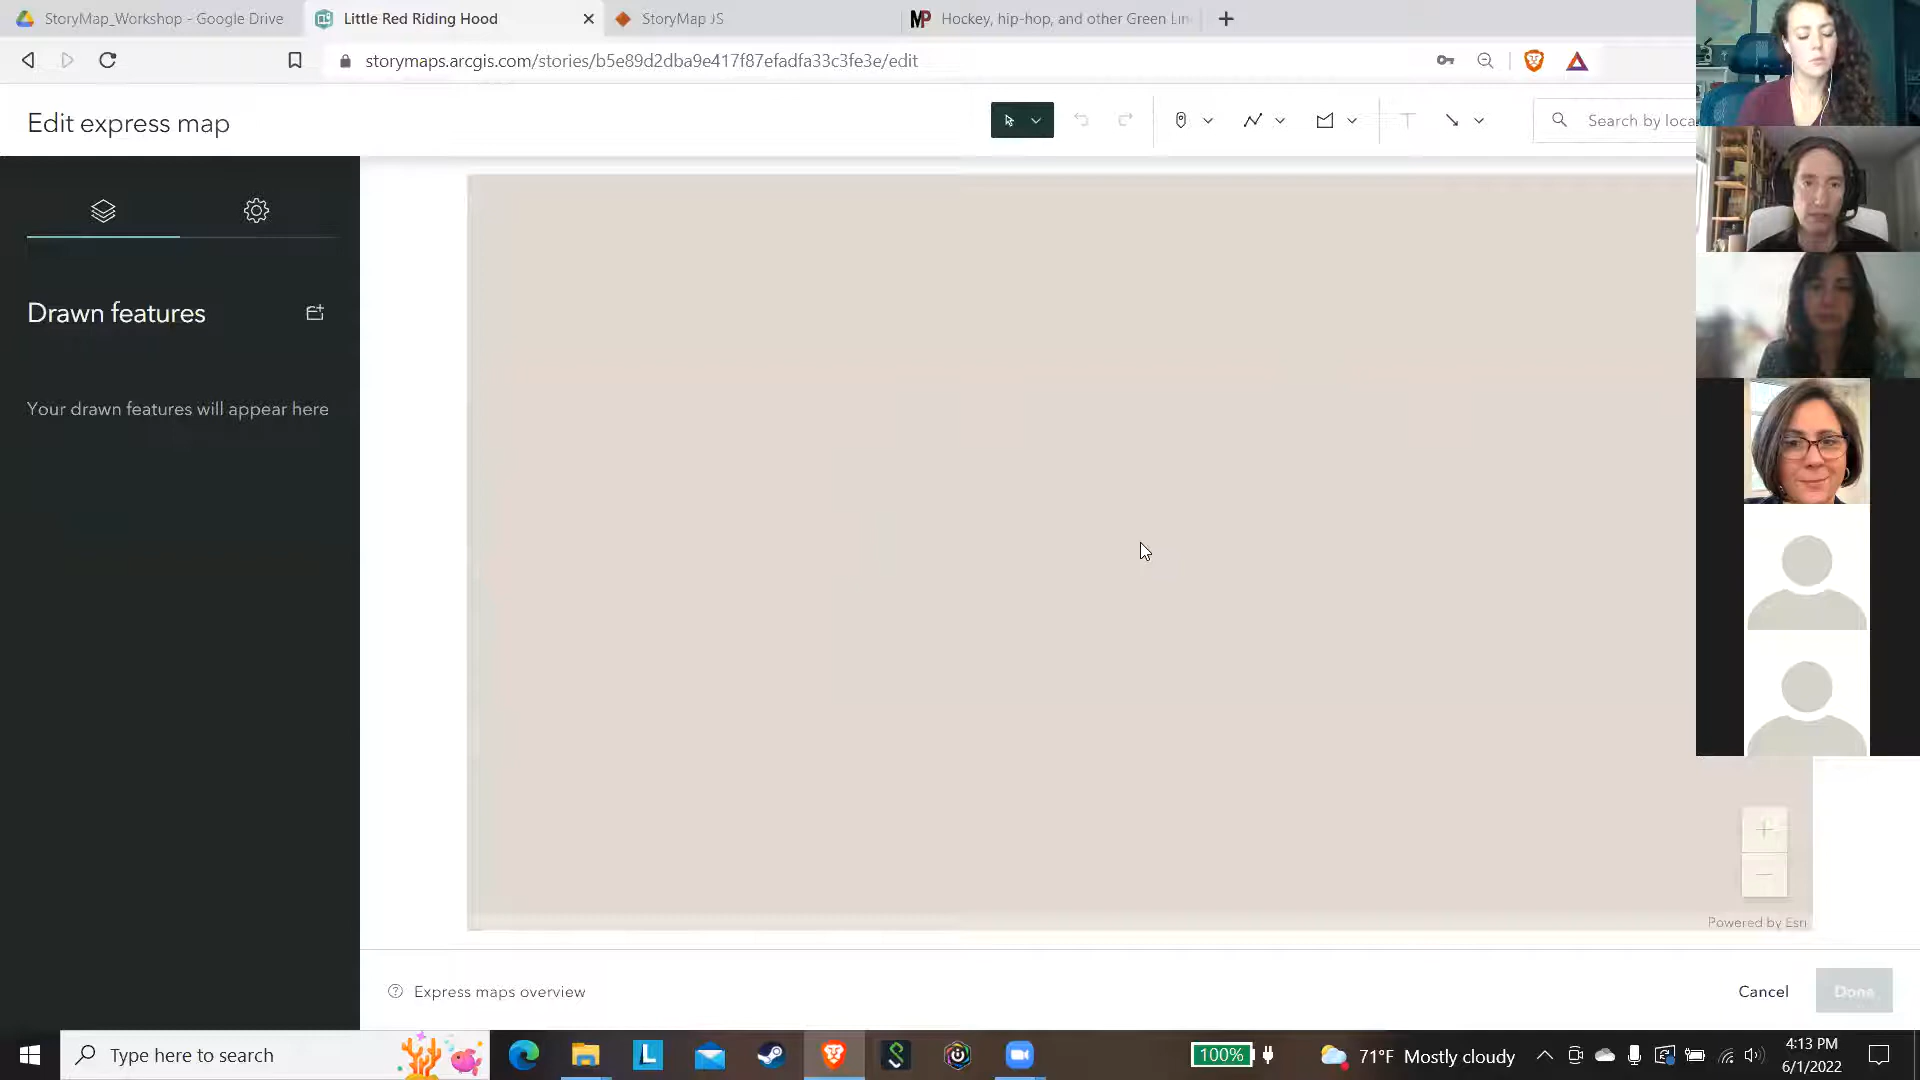 StoryMap_Workshop - Google Drive
Little Red Riding Hood
StoryMap JS
MP Hockey, hip-hop, and other Green Lin
storymaps.arcgis.com/stories/b5e89d2dba9e417f87efadfa33c3fe3e/edit
Edit express map
Search by loca
Drawn features
Your drawn features will appear here
Powered by Esri
Express maps overview
Cancel
Done
Type here to search
100%
71°F Mostly cloudy
4:13 PM
6/1/2022